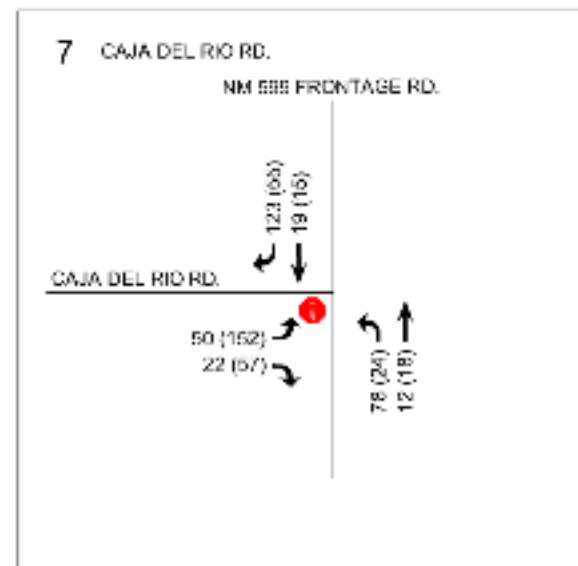 7 CAJA DEL RIO RD.
NM 599 FRONTAGE RD.
123 (65)
19 (15)
CAJA DEL RIO RD.
50 (152)
22 (57)
78 (24)
12 (18)